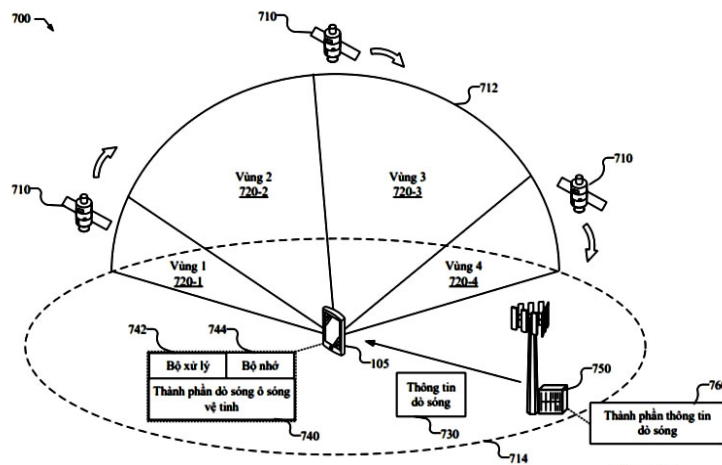 700
710
712
710
710
Vùng 2
720-2
Vùng 3
720-3
Vùng 1
720-1
Vùng 4
720-4
742
744
Bộ xử lý
Bộ nhớ
Thành phần dò sóng ô sóng
vệ tinh
740
105
Thông tin
dò sóng
730
750
760
Thành phần thông tin
dò sóng
714